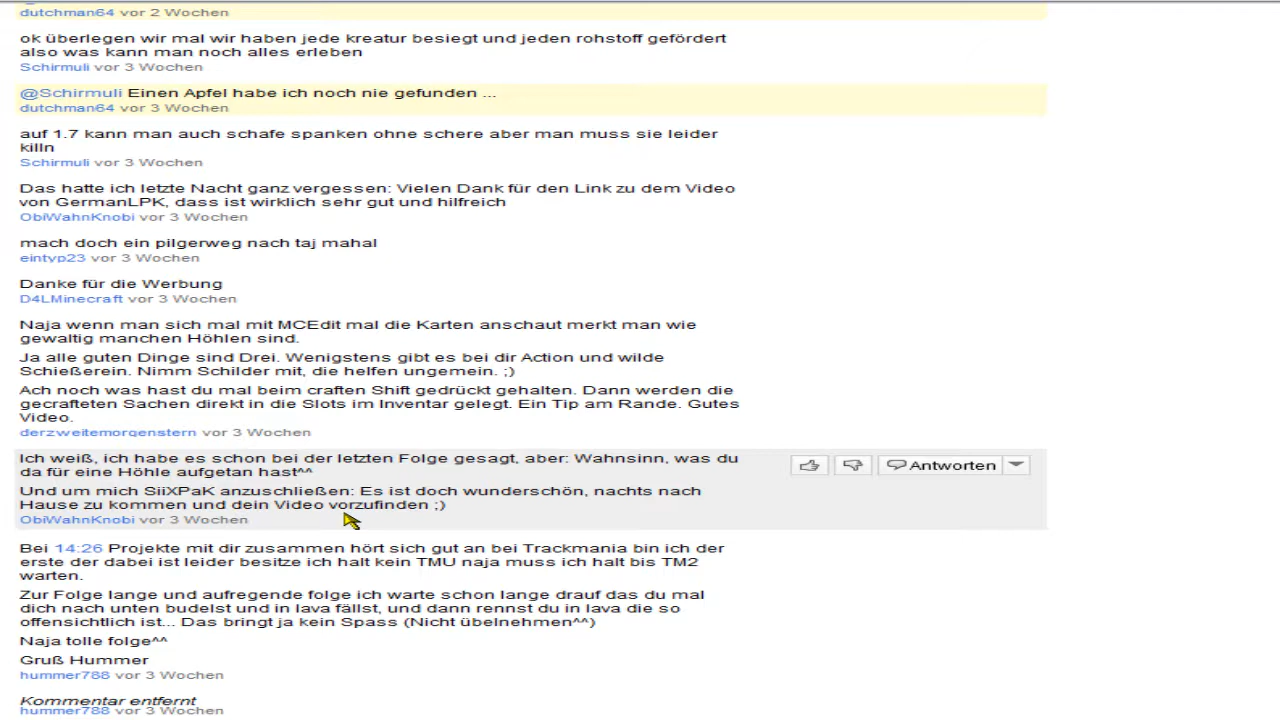 dutchman64 vor 2 Wochen
ok überlegen wir mal wir haben jede kreatur besiegt und jeden rohstoff gefördert
also was kann man noch alles erleben
Schirmuli vor 3 Wochen
@Schirmuli Einen Apfel habe ich noch nie gefunden ...
dutchman64 vor 3 Wochen
auf 1.7 kann man auch schafe spanken ohne schere aber man muss sie leider
killn
Schirmuli vor 3 Wochen
Das hatte ich letzte Nacht ganz vergessen: Vielen Dank für den Link zu dem Video
von GermanLPK, dass ist wirklich sehr gut und hilfreich
ObiWahnKnobi vor 3 Wochen
mach doch ein pilgerweg nach taj mahal
eintyp23 vor 3 Wochen
Danke für die Werbung
D4LMinecraft vor 3 Wochen
Naja wenn man sich mal mit MCEdit mal die Karten anschaut merkt man wie
gewaltig manchen Höhlen sind.
Ja alle guten Dinge sind Drei. Wenigstens gibt es bei dir Action und wilde
Schießerein. Nimm Schilder mit, die helfen ungemein. ;)
Ach noch was hast du mal beim craften Shift gedrückt gehalten. Dann werden die
gecrafteten Sachen direkt in die Slots im Inventar gelegt. Ein Tip am Rande. Gutes
Video.
derzweitemorgenstern vor 3 Wochen
Ich weiß, ich habe es schon bei der letzten Folge gesagt, aber: Wahnsinn, was du
da für eine Höhle aufgetan hast^^
Antworten
Und um mich SiiXPaK anzuschließen: Es ist doch wunderschön, nachts nach
Hause zu kommen und dein Video vorzufinden ;)
ObiWahnKnobi vor 3 Wochen
Bei 14:26 Projekte mit dir zusammen hört sich gut an bei Trackmania bin ich der
erste der dabei ist leider besitze ich halt kein TMU naja muss ich halt bis TM2
warten.
Zur Folge lange und aufregende folge ich warte schon lange drauf das du mal
dich nach unten budelst und in lava fällst, und dann rennst du in lava die so
offensichtlich ist... Das bringt ja kein Spass (Nicht übelnehmen^^)
Naja tolle folge^^
Gruß Hummer
hummer788 vor 3 Wochen
Kommentar entfernt
hummer788 vor 3 Wochen